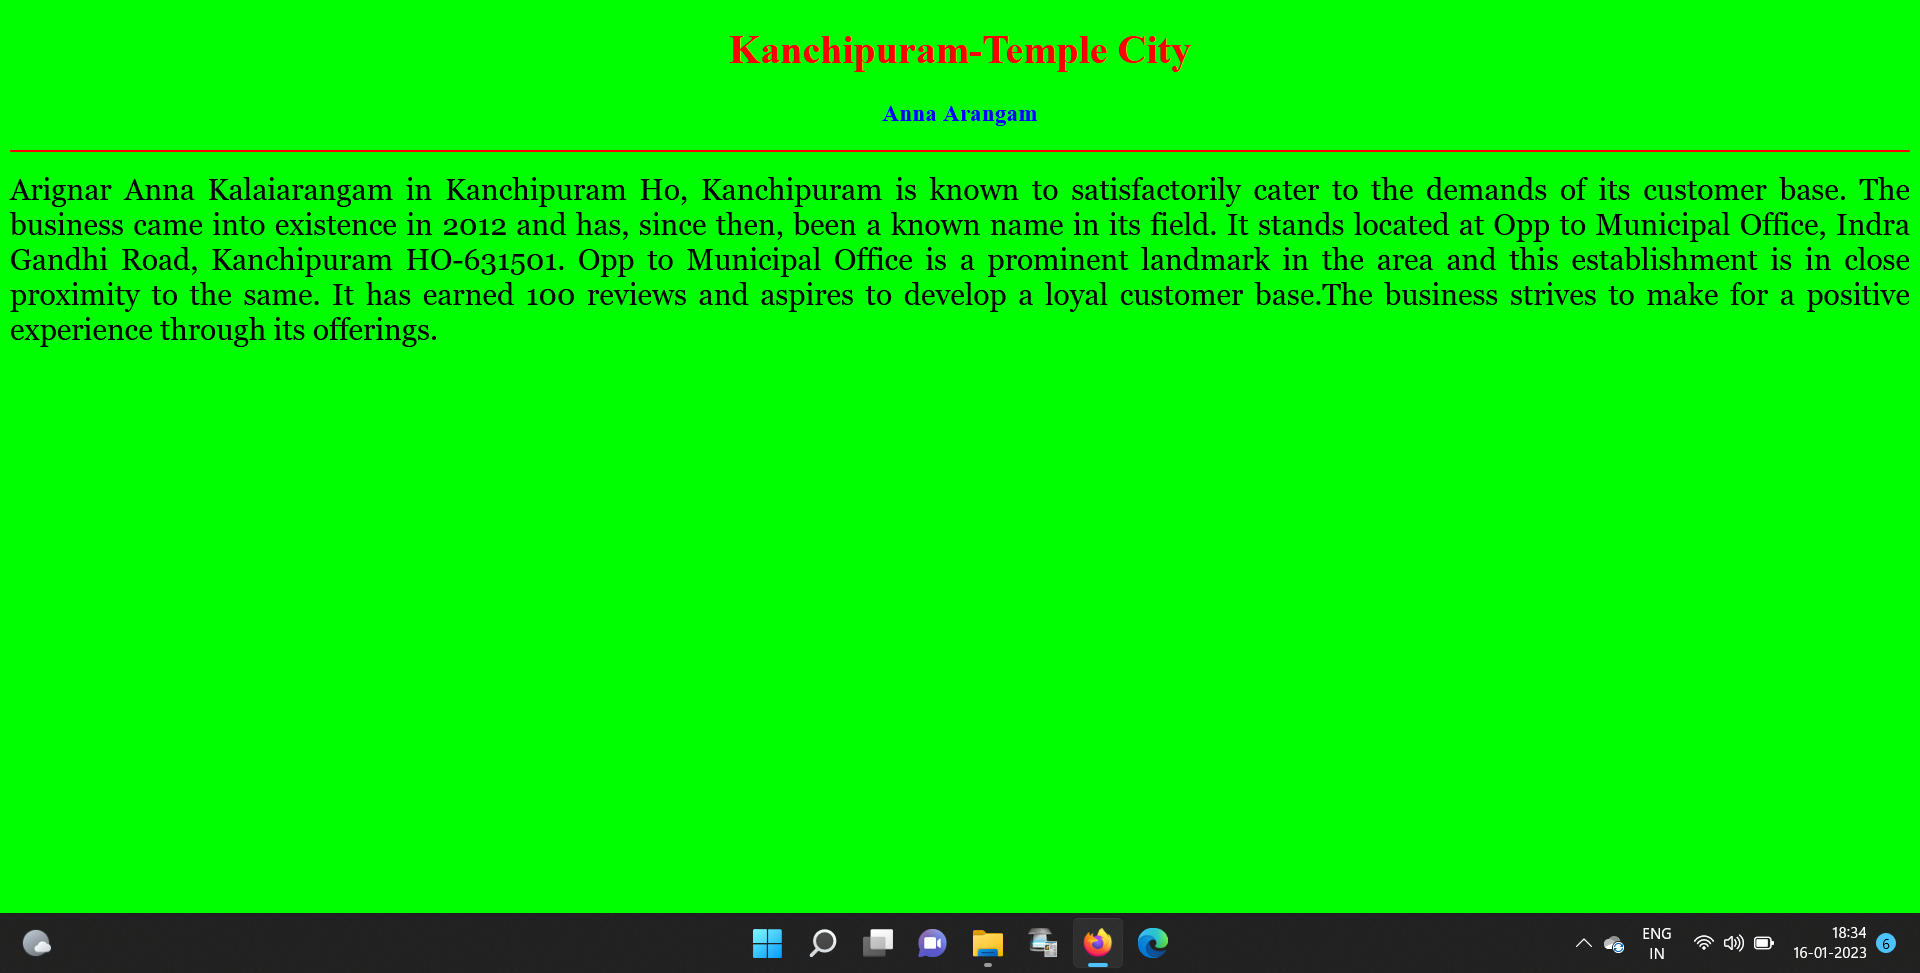 Kanchipuram-Temple City
Anna Arangam
Arignar Anna Kalaiarangam in Kanchipuram Ho, Kanchipuram is known to satisfactorily cater to the demands of its customer base. The
business came into existence in 2012 and has, since then, been a known name in its field. It stands located at Opp to Municipal Office, Indra
Gandhi Road, Kanchipuram HO-631501. Opp to Municipal Office is a prominent landmark in the area and this establishment is in close
proximity to the same. It has earned 100 reviews and aspires to develop a loyal customer base.The business strives to make for a positive
experience through its offerings.
ENG
IN
18:34
16-01-2023
6